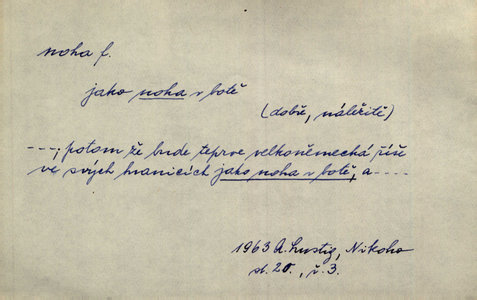 noha f.
jako noha v botě
(dobře, náležitě)
---, potom že bude teprve velkoněmecká říše
ve svých hranicích jako noha v botě, a ----
1963 A. Lustig, Nikoho
st. 20, č. 3.